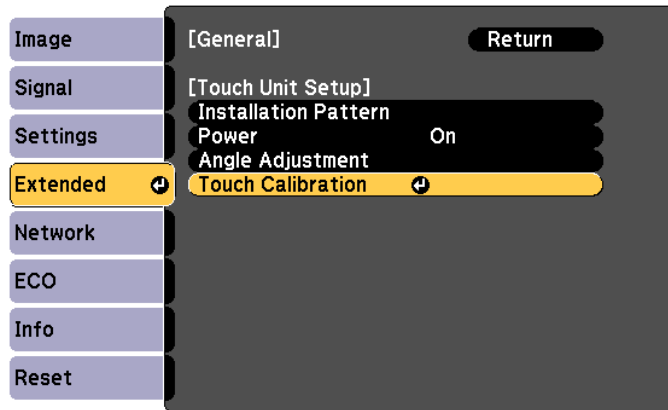 Image
Signal
Settings
Extended
Network
ECO
Info
Reset
[General] Return
[Touch Unit Setup]
Installation Pattern
Power On
Angle Adjustment
Touch Calibration